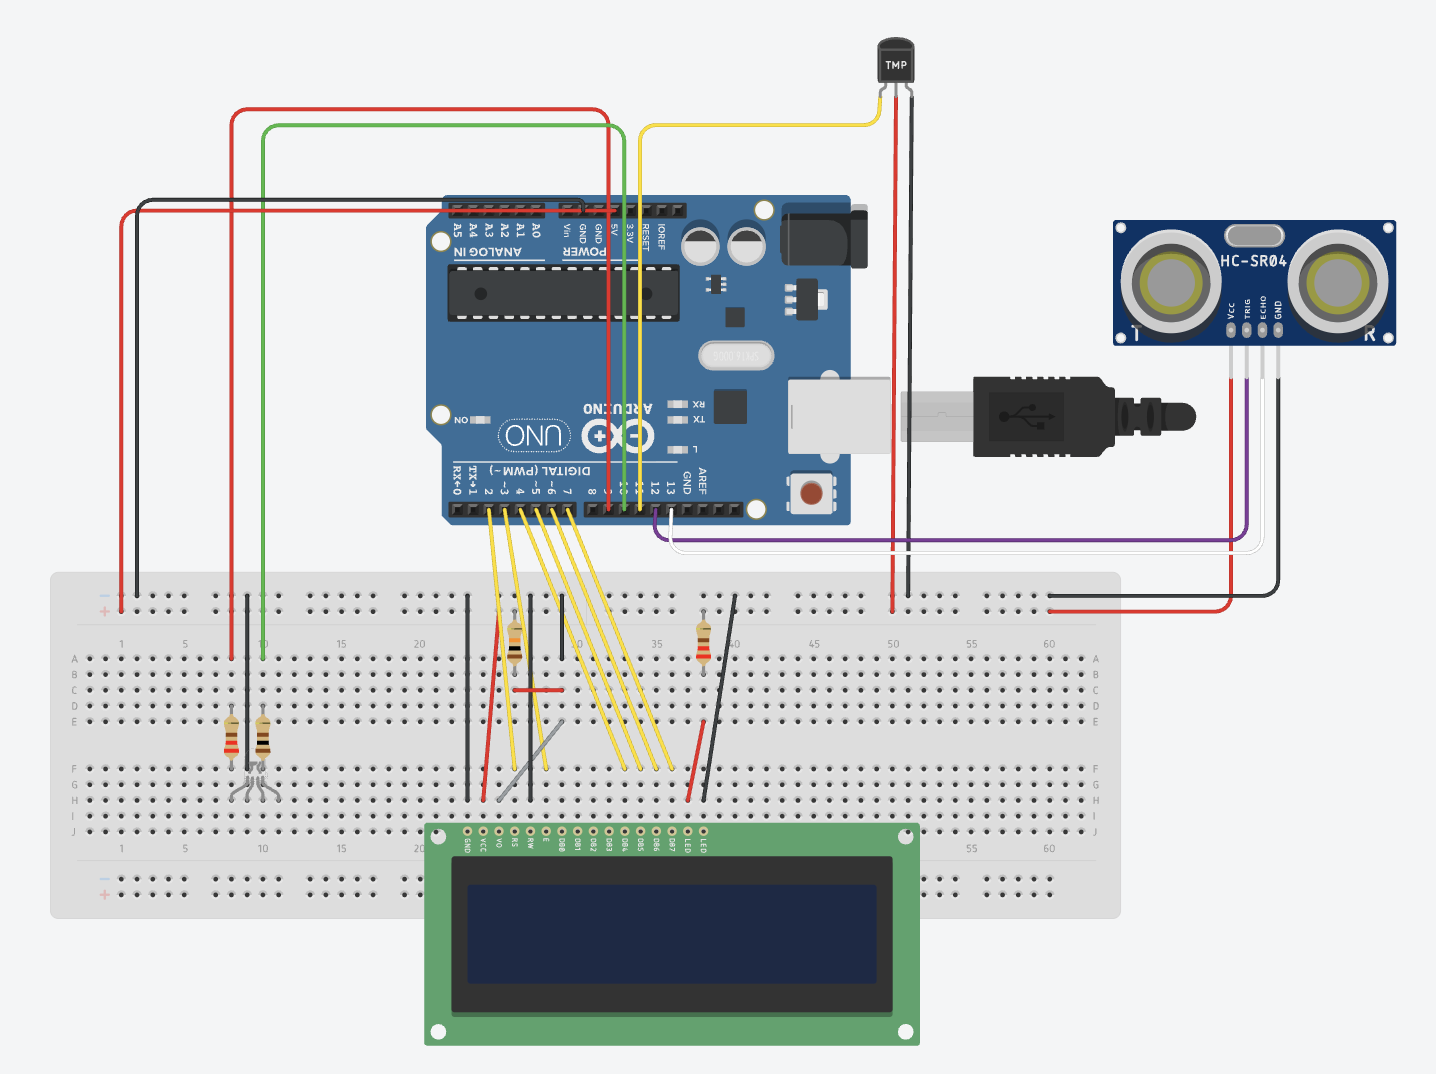 TMP
A5 A4 A3 A2 A1 A0
Vin GND GND 5V 3.3V RESET IOREF
ANALOG IN
POWER
HC-SR04
VCC TRIG ECHO GND
T
R
ARDUINO
UNO
ON
RX
TX
L
DIGITAL (PWM~)
RX←0 TX→1 2 ~3 4 ~5 ~6 7 8 12 13 GND AREF
− −
+ +
1 5 10 15 20 30 35 40 45 50 55 60
A A
B B
C C
D D
E E
F F
G G
H H
I I
J J
1 5 10 15 20 55 60
GND VCC VO RS RW E DB0 DB1 DB2 DB3 DB4 DB5 DB6 DB7 LED LED
−
+